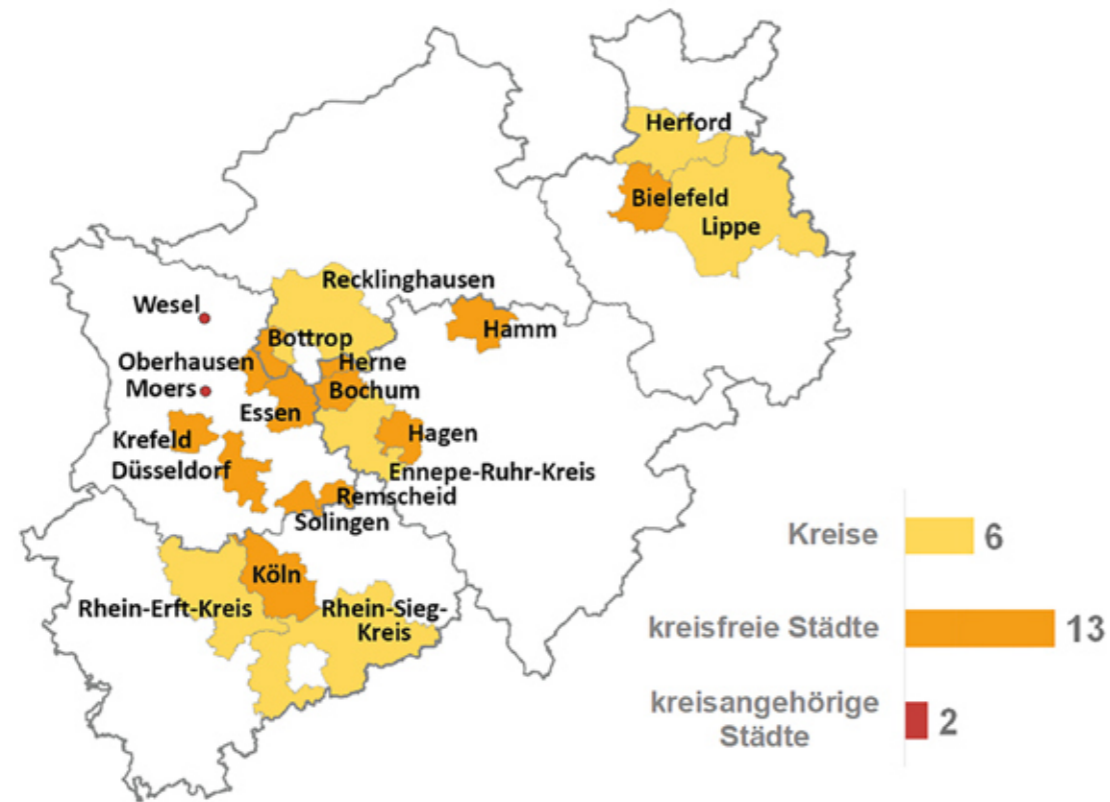 Herford
Bielefeld
Lippe
Recklinghausen
Wesel
Hamm
Bottrop
Oberhausen
Herne
Moers
Bochum
Essen
Krefeld
Hagen
Düsseldorf
Ennepe-Ruhr-Kreis
Remscheid
Solingen
Köln
Rhein-Erft-Kreis
Rhein-Sieg-
Kreis
Kreise 6
kreisfreie Städte 13
kreisangehörige
Städte 2